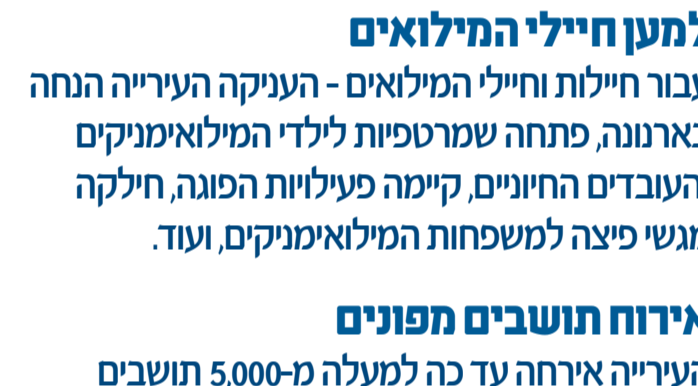 למען חיילי המילואים
עבור חיילות וחיילי המילואים - העניקה העירייה הנחה
בארנונה, פתחה שמרטפיות לילדי המילואימניקים
והעובדים החיוניים, קיימה פעילויות הפוגה, חילקה
מגשי פיצה למשפחות המילואימניקים, ועוד.
אירוח תושבים מפונים
העירייה אירחה עד כה למעלה מ-5,000 תושבים